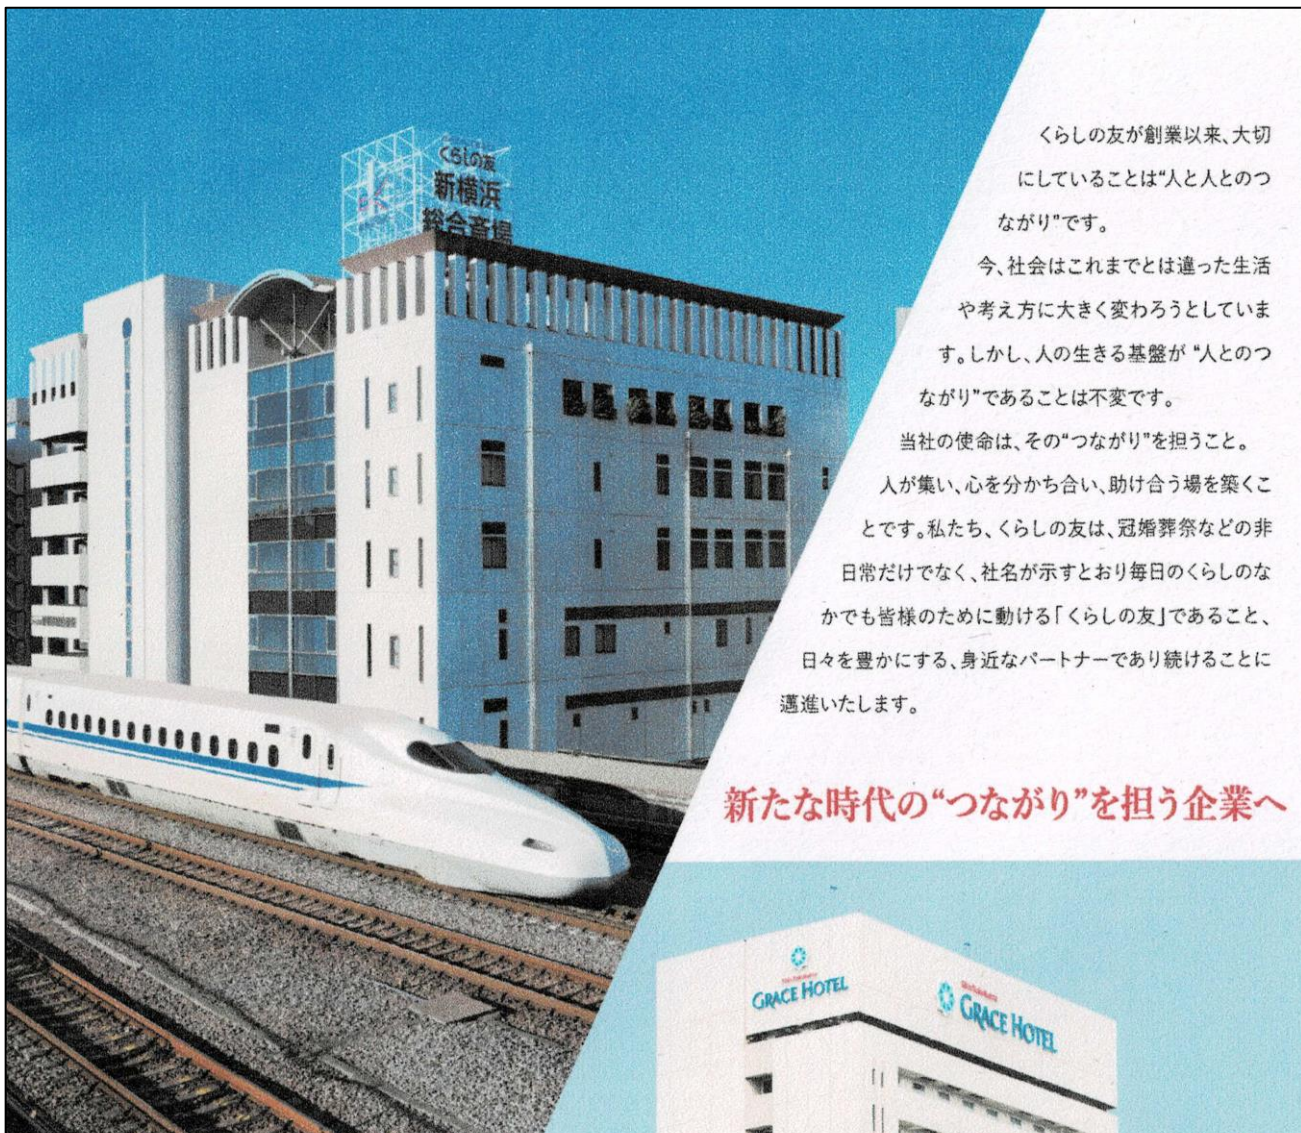 くらしの友
新横浜
総合斎場
くらしの友が創業以来、大切
にしていることは“人と人とのつ
ながり”です。
今、社会はこれまでとは違った生活
や考え方に大きく変わろうとしていま
す。しかし、人の生きる基盤が “人とのつ
ながり”であることは不変です。
当社の使命は、その“つながり”を担うこと。
人が集い、心を分かち合い、助け合う場を築くこ
とです。私たち、くらしの友は、冠婚葬祭などの非
日常だけでなく、社名が示すとおり毎日のくらしのな
かでも皆様のために動ける「くらしの友」であること、
日々を豊かにする、身近なパートナーであり続けることに
邁進いたします。
新たな時代の“つながり”を担う企業へ
GRACE HOTEL
GRACE HOTEL